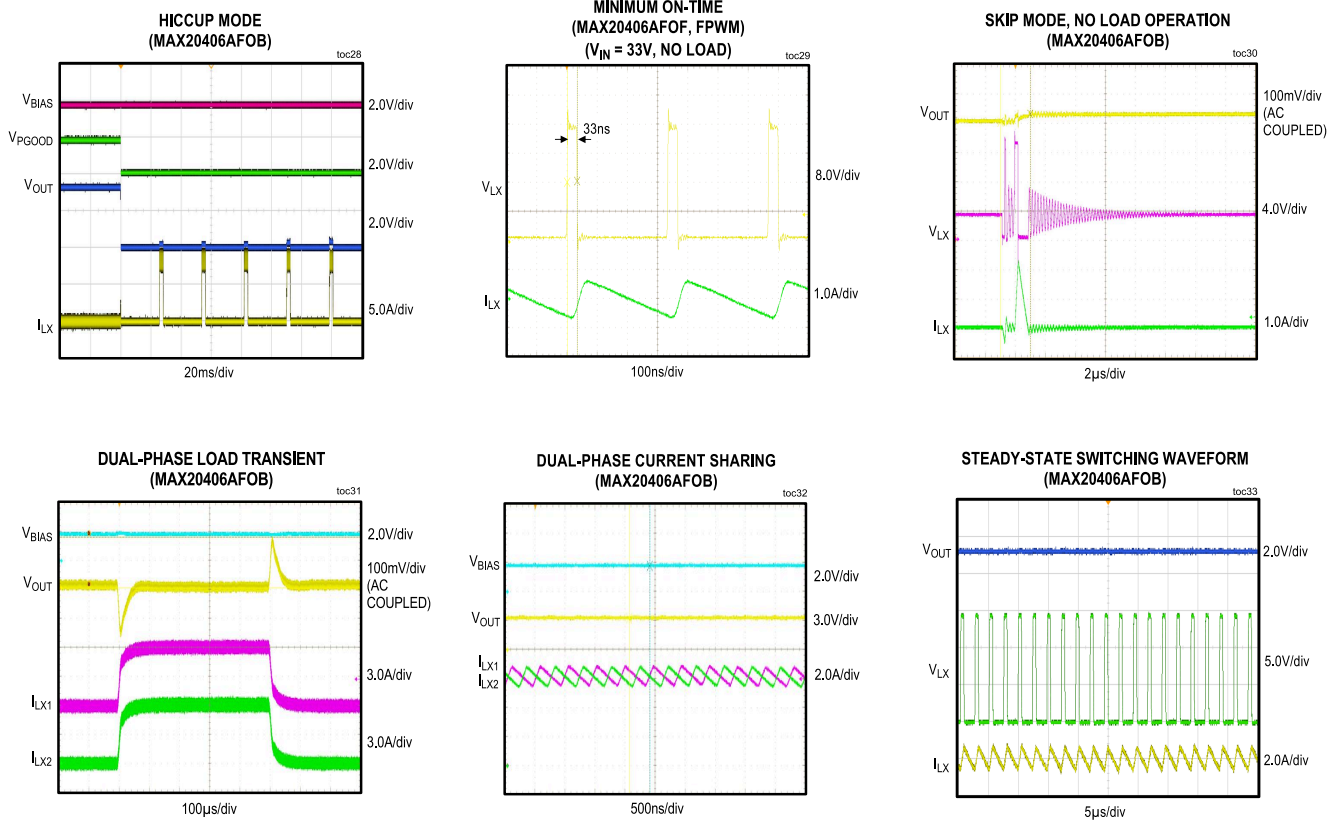 HICCUP MODE
(MAX20406AFOB)
toc28
VBIAS
VPGOOD
VOUT
ILX
2.0V/div
2.0V/div
2.0V/div
5.0A/div
20ms/div
MINIMUM ON-TIME
(MAX20406AFOF, FPWM)
(VIN = 33V, NO LOAD)
toc29
33ns
VLX
ILX
8.0V/div
1.0A/div
100ns/div
SKIP MODE, NO LOAD OPERATION
(MAX20406AFOB)
toc30
VOUT
VLX
ILX
100mV/div
(AC
COUPLED)
4.0V/div
1.0A/div
2µs/div
DUAL-PHASE LOAD TRANSIENT
(MAX20406AFOB)
toc31
VBIAS
VOUT
ILX1
ILX2
2.0V/div
100mV/div
(AC
COUPLED)
3.0A/div
3.0A/div
100µs/div
DUAL-PHASE CURRENT SHARING
(MAX20406AFOB)
toc32
VBIAS
VOUT
ILX1
ILX2
2.0V/div
3.0V/div
2.0A/div
500ns/div
STEADY-STATE SWITCHING WAVEFORM
(MAX20406AFOB)
toc33
VOUT
VLX
ILX
2.0V/div
5.0V/div
2.0A/div
5µs/div